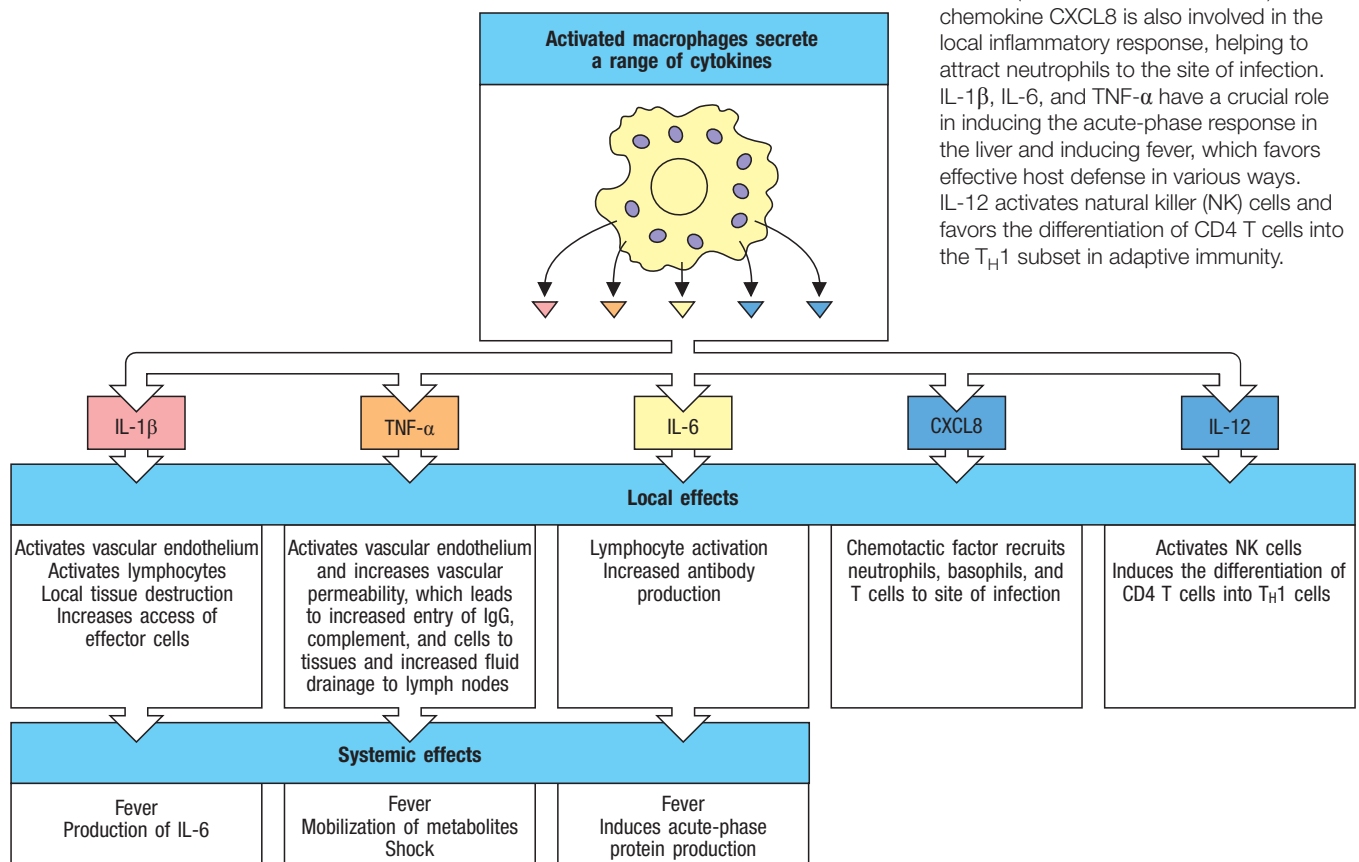 chemokine CXCL8 is also involved in the
local inflammatory response, helping to
attract neutrophils to the site of infection.
IL-1β, IL-6, and TNF-α have a crucial role
in inducing the acute-phase response in
the liver and inducing fever, which favors
effective host defense in various ways.
IL-12 activates natural killer (NK) cells and
favors the differentiation of CD4 T cells into
the TH1 subset in adaptive immunity.
Activated macrophages secrete
a range of cytokines
IL-1β
TNF-α
IL-6
CXCL8
IL-12
Local effects
Activates vascular endothelium
Activates lymphocytes
Local tissue destruction
Increases access of
effector cells
Activates vascular endothelium
and increases vascular
permeability, which leads
to increased entry of IgG,
complement, and cells to
tissues and increased fluid
drainage to lymph nodes
Lymphocyte activation
Increased antibody
production
Chemotactic factor recruits
neutrophils, basophils, and
T cells to site of infection
Activates NK cells
Induces the differentiation of
CD4 T cells into TH1 cells
Systemic effects
Fever
Production of IL-6
Fever
Mobilization of metabolites
Shock
Fever
Induces acute-phase
protein production